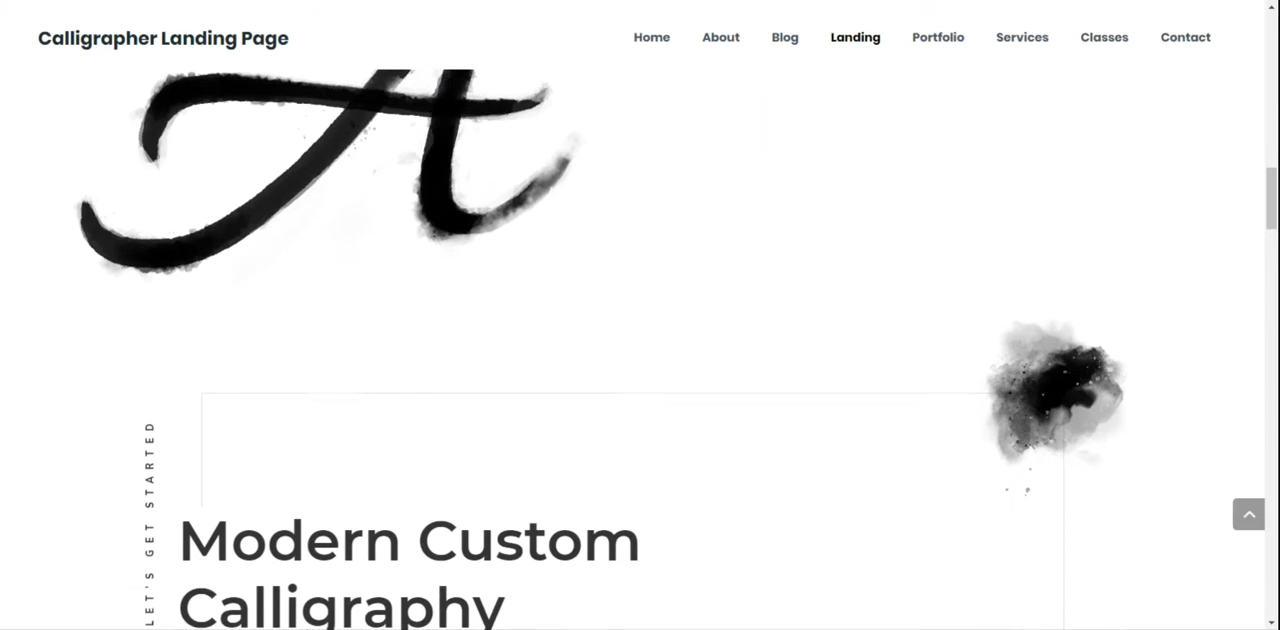 Calligrapher Landing Page
Home About Blog Landing Portfolio Services Classes Contact
A
LET'S GET STARTED
Modern Custom
Calligraphy